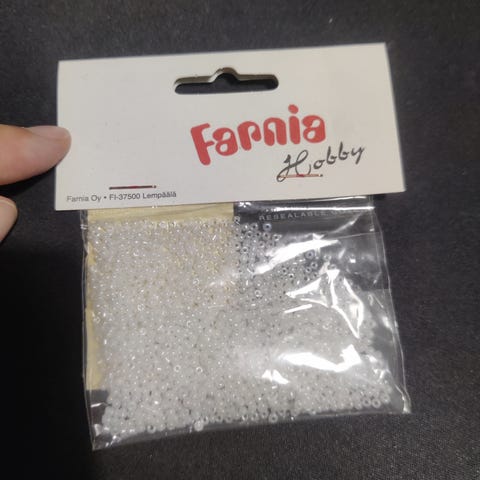 Farnia
Hobby
Farnia Oy • FI-37500 Lempäälä
RESEALABLE